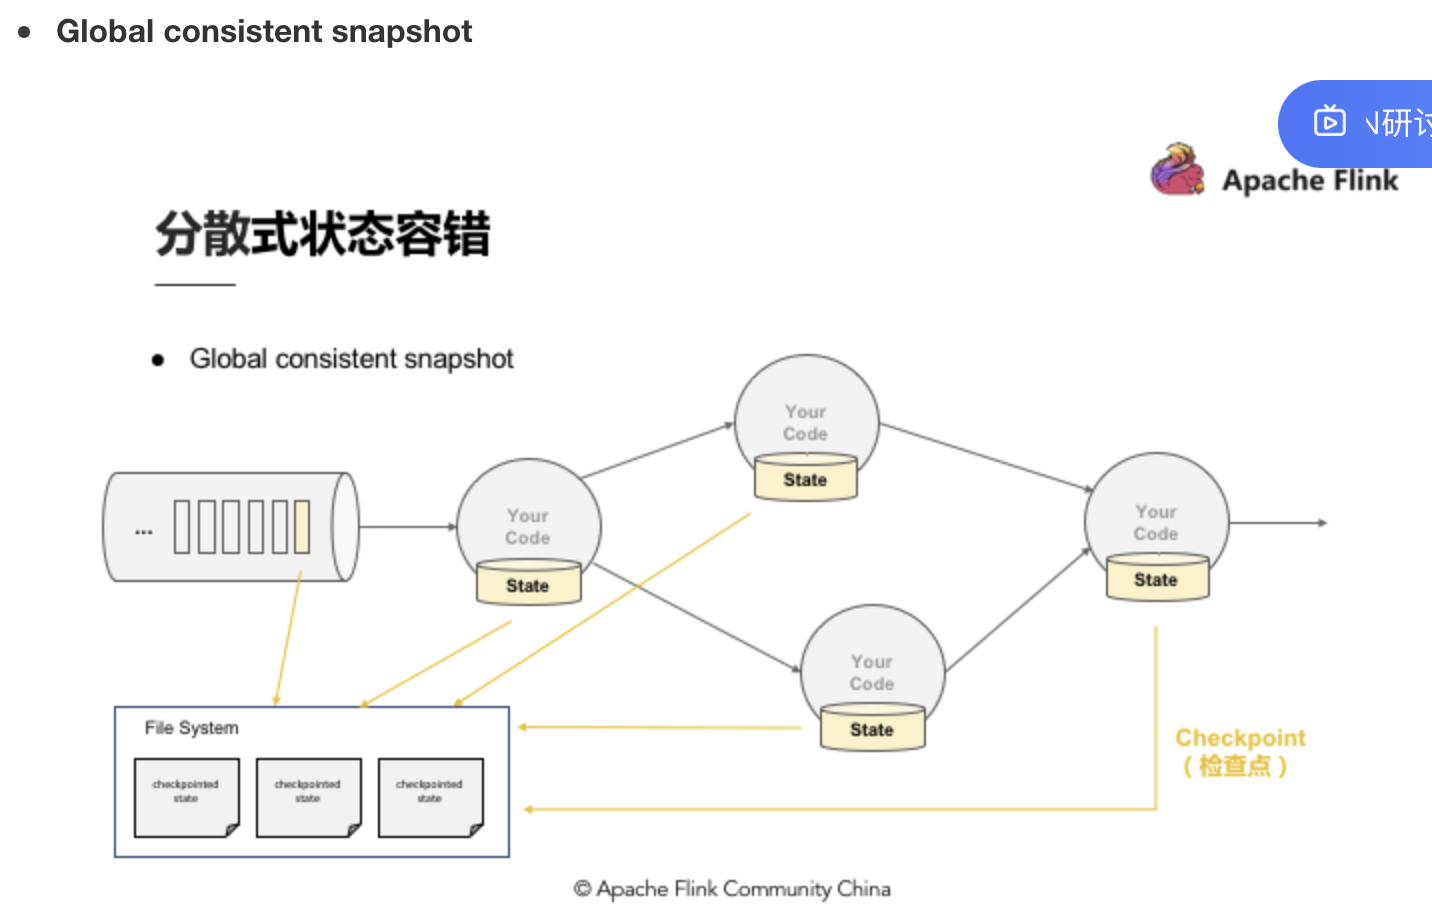 Global consistent snapshot
N研讨
Apache Flink
分散式状态容错
Global consistent snapshot
Your
Code
State
...
Your
Code
State
Your
Code
State
Your
Code
State
File System
checkpointed
state
checkpointed
state
checkpointed
state
Checkpoint
（检查点）
© Apache Flink Community China